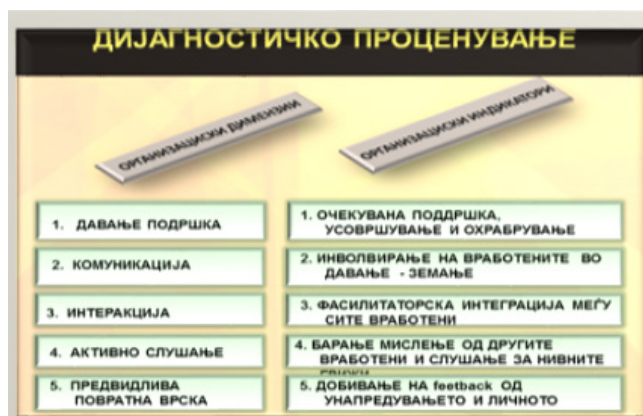 ДИЈАГНОСТИЧКО ПРОЦЕНУВАЊЕ
ОРГАНИЗАЦИСКИ ДИМЕНЗИИ
ОРГАНИЗАЦИСКИ ИНДИКАТОРИ
1. ДАВАЊЕ ПОДРШКА
2. КОМУНИКАЦИЈА
3. ИНТЕРАКЦИЈА
4. АКТИВНО СЛУШАЊЕ
5. ПРЕДВИДЛИВА
ПОВРАТНА ВРСКА
1. ОЧЕКУВАНА ПОДДРШКА,
УСОВРШУВАЊЕ И ОХРАБРУВАЊЕ
2. ИНВОЛВИРАЊЕ НА ВРАБОТЕНИТЕ ВО
ДАВАЊЕ - ЗЕМАЊЕ
3. ФАСИЛИТАТОРСКА ИНТЕГРАЦИЈА МЕЃУ
СИТЕ ВРАБОТЕНИ
4. БАРАЊЕ МИСЛЕЊЕ ОД ДРУГИТЕ
ВРАБОТЕНИ И СЛУШАЊЕ ЗА НИВНИТЕ
5. ДОБИВАЊЕ НА feetback ОД
УНАПРЕДУВАЊЕТО И ЛИЧНОТО